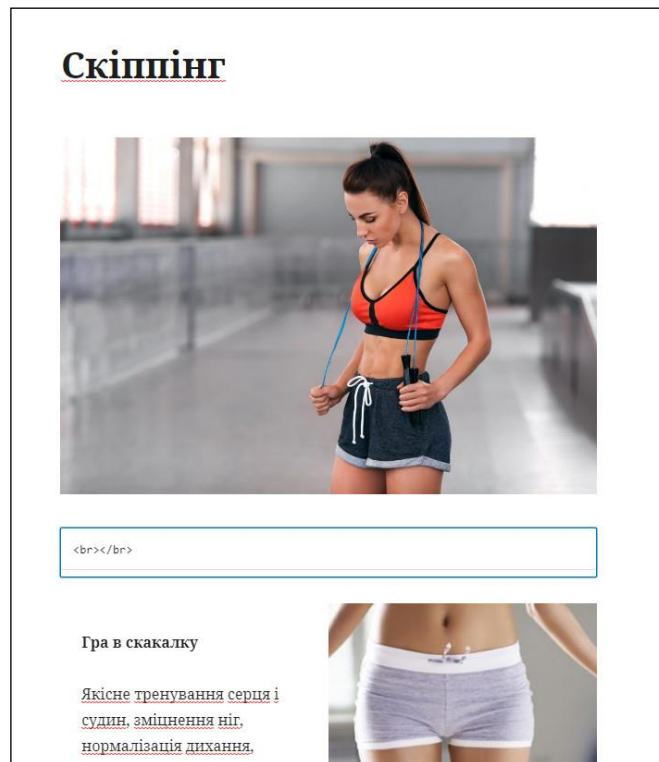 Скіппінг
<br></br>
Гра в скакалку
Якісне тренування серця і
судин, зміцнення ніг,
нормалізація дихання,